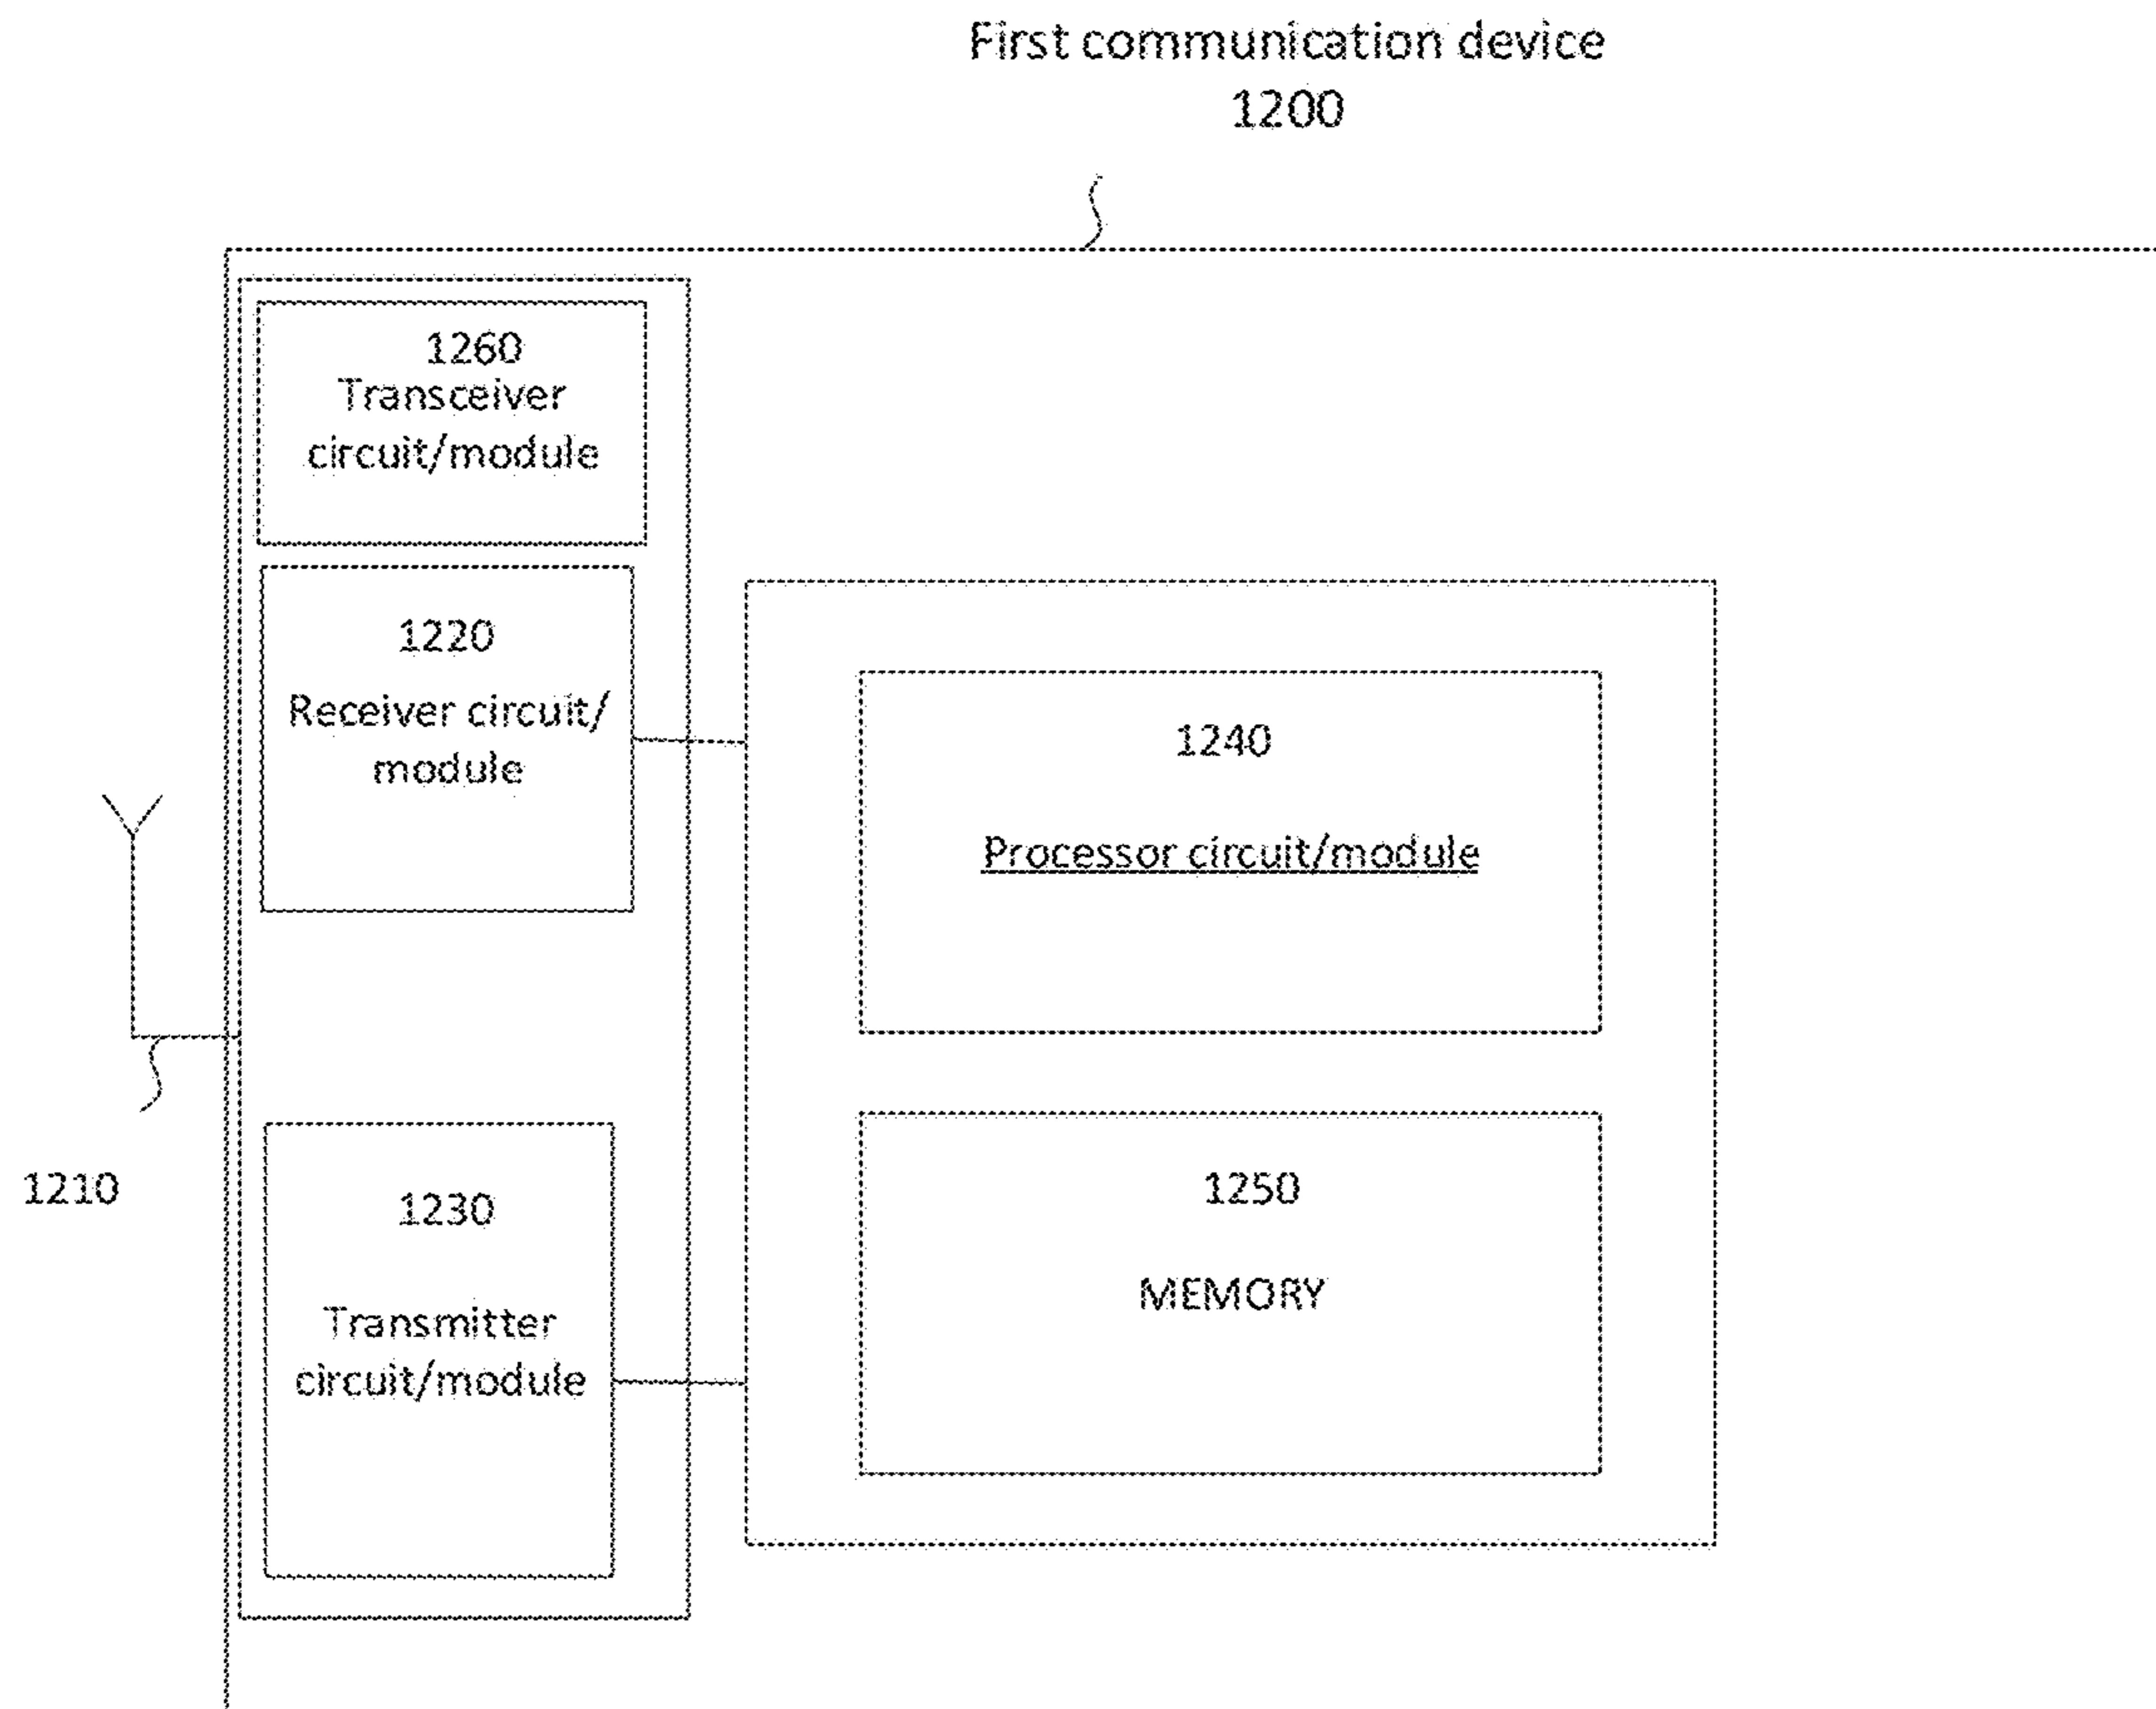 First communication device
1200
1260
Transceiver
circuit/module
1220
Receiver circuit/
module
1240
Processor circuit/module
1210
1230
Transmitter
circuit/module
1250
MEMORY